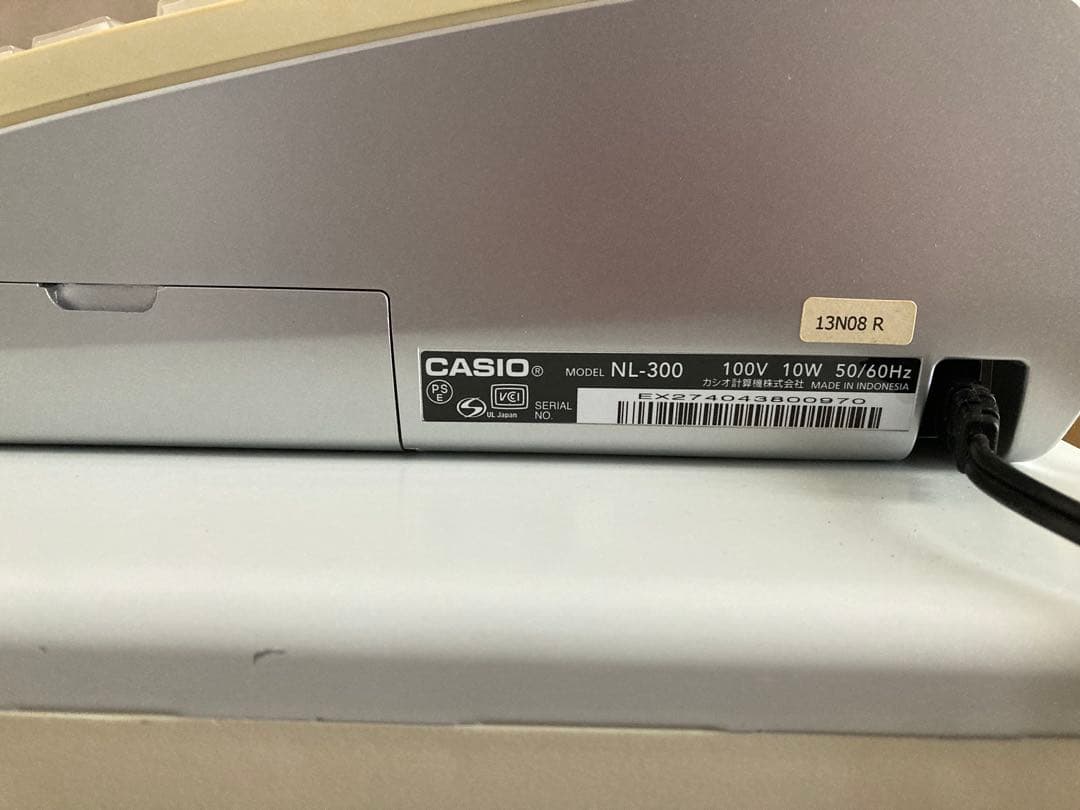 13N08 R
CASIO® MODEL NL-300 100V 10W 50/60Hz
カシオ計算機株式会社 MADE IN INDONESIA
PS E
VCI
UL Japan
SERIAL NO.
EX274043800970